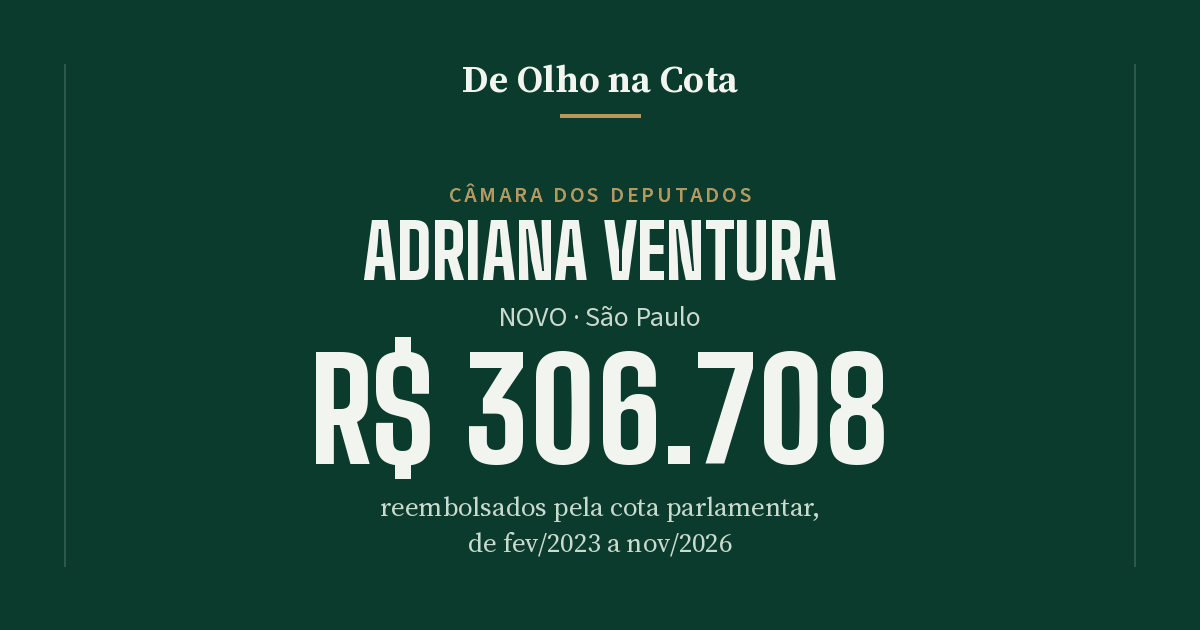 De Olho na Cota
CÂMARA DOS DEPUTADOS
ADRIANA VENTURA
NOVO · São Paulo
R$ 306.708
reembolsados pela cota parlamentar,
de fev/2023 a nov/2026